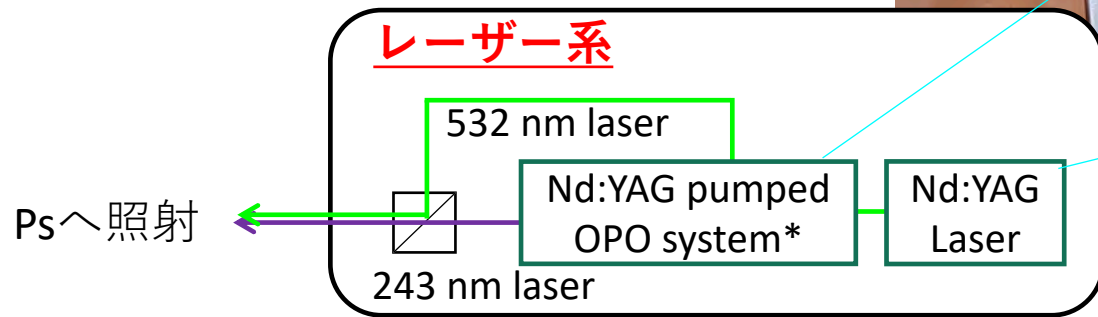 レーザー系
532 nm laser
Nd:YAG pumped
OPO system*
Nd:YAG
Laser
Psへ照射
243 nm laser